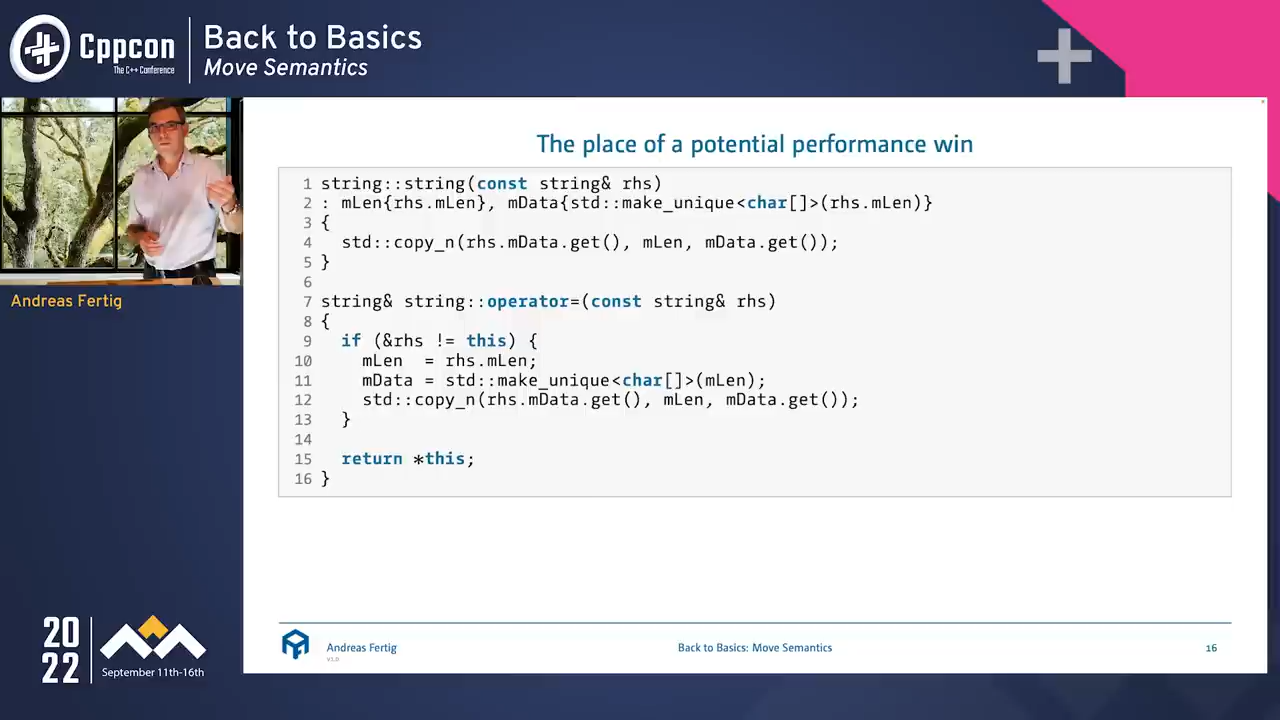 Cppcon
The C++ Conference
Back to Basics
Move Semantics
Andreas Fertig
20
22
September 11th-16th
The place of a potential performance win
1 string::string(const string& rhs)
2 : mLen{rhs.mLen}, mData{std::make_unique<char[]>(rhs.mLen)}
3 {
4 std::copy_n(rhs.mData.get(), mLen, mData.get());
5 }
6
7 string& string::operator=(const string& rhs)
8 {
9 if (&rhs != this) {
10 mLen = rhs.mLen;
11 mData = std::make_unique<char[]>(mLen);
12 std::copy_n(rhs.mData.get(), mLen, mData.get());
13 }
14
15 return *this;
16 }
Andreas Fertig
v1.0
Back to Basics: Move Semantics
16